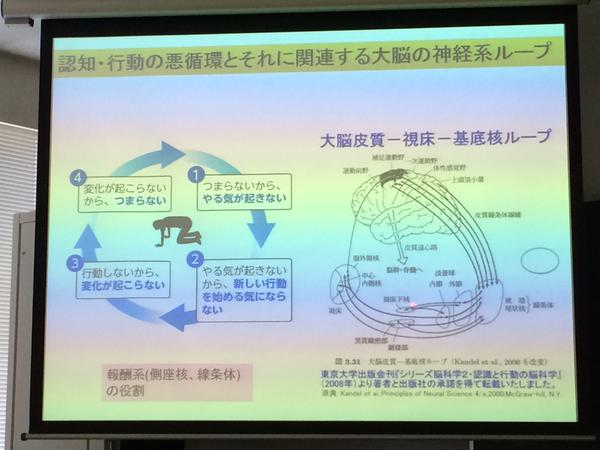 認知・行動の悪循環とそれに関連する大脳の神経系ループ
大脳皮質－視床－基底核ループ
1
つまらないから、
やる気が起きない
2
やる気が起きない
から、新しい行動
を始める気になら
ない
3
行動しないから、
変化が起こらない
4
変化が起こらない
から、つまらない
報酬系(側座核、線条体)
の役割
補足運動野
一次運動野
運動前野
体性感覚野
上頭頂小葉
皮質線条体線維
皮質遠心路
脳幹・脊髄へ
腹外側核
中心
内側核
視床
視床下核
淡蒼球
内節 外節
被殻
尾状核
線条体
黒質緻密部
網様部
図 3.31 大脳皮質―基底核ループ (Kandel et al., 2000 を改変)
東京大学出版会刊『シリーズ脳科学2・認識と行動の脳科学』
(2008年)より著者と出版社の承諾を得て転載いたしました。
原典: Kandel et al;Principles of Neural Science 4/e,2000;McGraw-hill, N.Y.